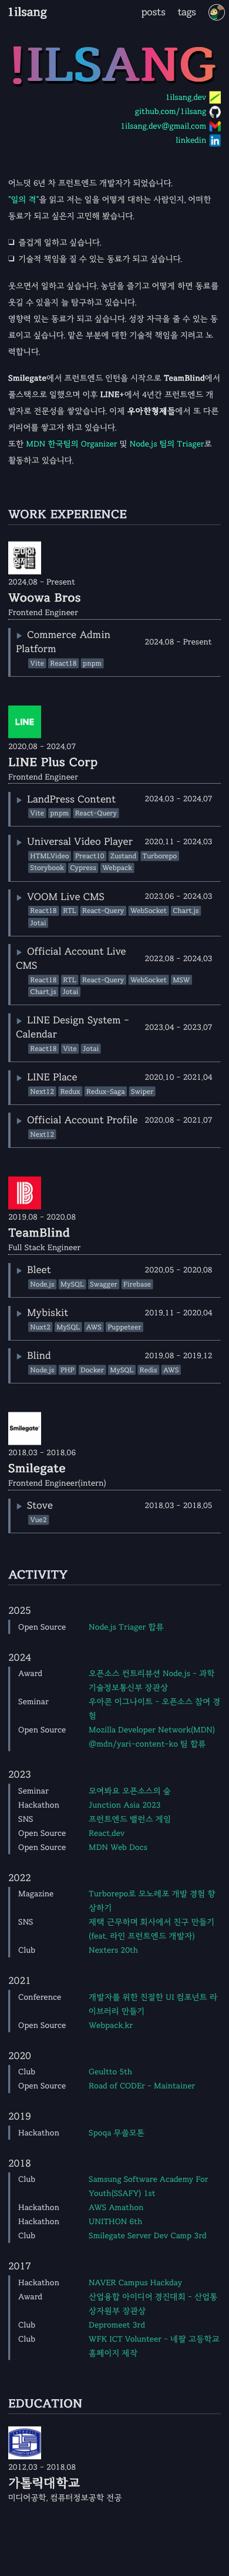 1ilsang
posts tags
!ILSANG
1ilsang.dev
github.com/1ilsang
1ilsang.dev@gmail.com
linkedin
어느덧 6년 차 프런트엔드 개발자가 되었습니다.
"일의 격"을 읽고 저는 일을 어떻게 대하는 사람인지, 어떠한
동료가 되고 싶은지 고민해 봤습니다.
즐겁게 일하고 싶습니다.
기술적 책임을 질 수 있는 동료가 되고 싶습니다.
웃으면서 일하고 싶습니다. 농담을 즐기고 어떻게 하면 동료를
웃길 수 있을지 늘 탐구하고 있습니다.
영향력 있는 동료가 되고 싶습니다. 성장 자극을 줄 수 있는 동
료이고 싶습니다. 맡은 부분에 대한 기술적 책임을 지려고 노
력합니다.
Smilegate에서 프런트엔드 인턴을 시작으로 TeamBlind에서
풀스택으로 일했으며 이후 LINE+에서 4년간 프런트엔드 개
발자로 전문성을 쌓았습니다. 이제 우아한형제들에서 또 다른
커리어를 쌓고자 하고 있습니다.
또한 MDN 한국팀의 Organizer 및 Node.js 팀의 Triager로
활동하고 있습니다.
WORK EXPERIENCE
우아한
형제들
2024.08 - Present
Woowa Bros
Frontend Engineer
Commerce Admin
Platform
2024.08 - Present
Vite React18 pnpm
LINE
2020.08 - 2024.07
LINE Plus Corp
Frontend Engineer
LandPress Content 2024.03 - 2024.07
Vite pnpm React-Query
Universal Video Player 2020.11 - 2024.03
HTMLVideo Preact10 Zustand Turborepo
Storybook Cypress Webpack
VOOM Live CMS 2023.06 - 2024.03
React18 RTL React-Query WebSocket Chart.js
Jotai
Official Account Live
CMS
2022.08 - 2024.03
React18 RTL React-Query WebSocket MSW
Chart.js Jotai
LINE Design System -
Calendar
2023.04 - 2023.07
React18 Vite Jotai
LINE Place 2020.10 - 2021.04
Next12 Redux Redux-Saga Swiper
Official Account Profile 2020.08 - 2021.07
Next12
2019.08 - 2020.08
TeamBlind
Full Stack Engineer
Bleet 2020.05 - 2020.08
Node.js MySQL Swagger Firebase
Mybiskit 2019.11 - 2020.04
Nuxt2 MySQL AWS Puppeteer
Blind 2019.08 - 2019.12
Node.js PHP Docker MySQL Redis AWS
Smilegate
2018.03 - 2018.06
Smilegate
Frontend Engineer(intern)
Stove 2018.03 - 2018.05
Vue2
ACTIVITY
2025
Open Source Node.js Triager 합류
2024
Award 오픈소스 컨트리뷰션 Node.js - 과학
기술정보통신부 장관상
Seminar 우아콘 이그나이트 - 오픈소스 참여 경
험
Open Source Mozilla Developer Network(MDN)
@mdn/yari-content-ko 팀 합류
2023
Seminar 모여봐요 오픈소스의 숲
Hackathon Junction Asia 2023
SNS 프런트엔드 밸런스 게임
Open Source React.dev
Open Source MDN Web Docs
2022
Magazine Turborepo로 모노레포 개발 경험 향
상하기
SNS 재택 근무하며 회사에서 친구 만들기
(feat. 라인 프런트엔드 개발자)
Club Nexters 20th
2021
Conference 개발자를 위한 친절한 UI 컴포넌트 라
이브러리 만들기
Open Source Webpack.kr
2020
Club Geultto 5th
Open Source Road of CODEr - Maintainer
2019
Hackathon Spoqa 무쓸모톤
2018
Club Samsung Software Academy For
Youth(SSAFY) 1st
Hackathon AWS Amathon
Hackathon UNITHON 6th
Club Smilegate Server Dev Camp 3rd
2017
Hackathon NAVER Campus Hackday
Award 산업융합 아이디어 경진대회 - 산업통
상자원부 장관상
Club Depromeet 3rd
Club WFK ICT Volunteer - 네팔 고등학교
홈페이지 제작
EDUCATION
2012.03 - 2018.08
가톨릭대학교
미디어공학, 컴퓨터정보공학 전공